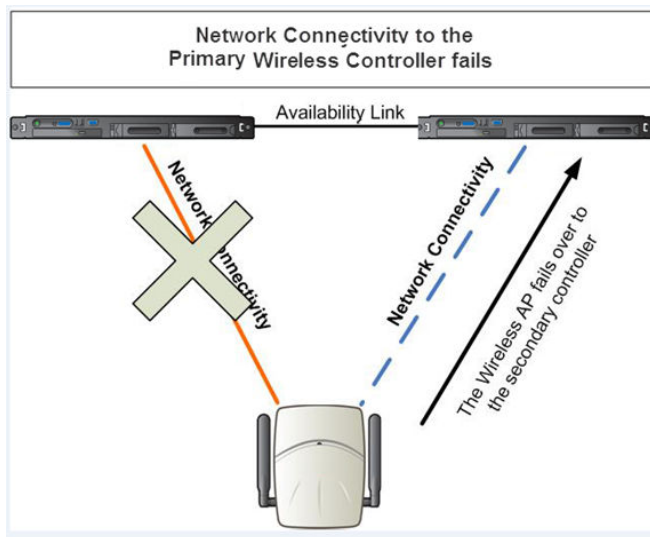 Network Connectivity to the
Primary Wireless Controller fails
Availability Link
Network Connectivity
Network Connectivity
The Wireless AP fails over to
the secondary controller